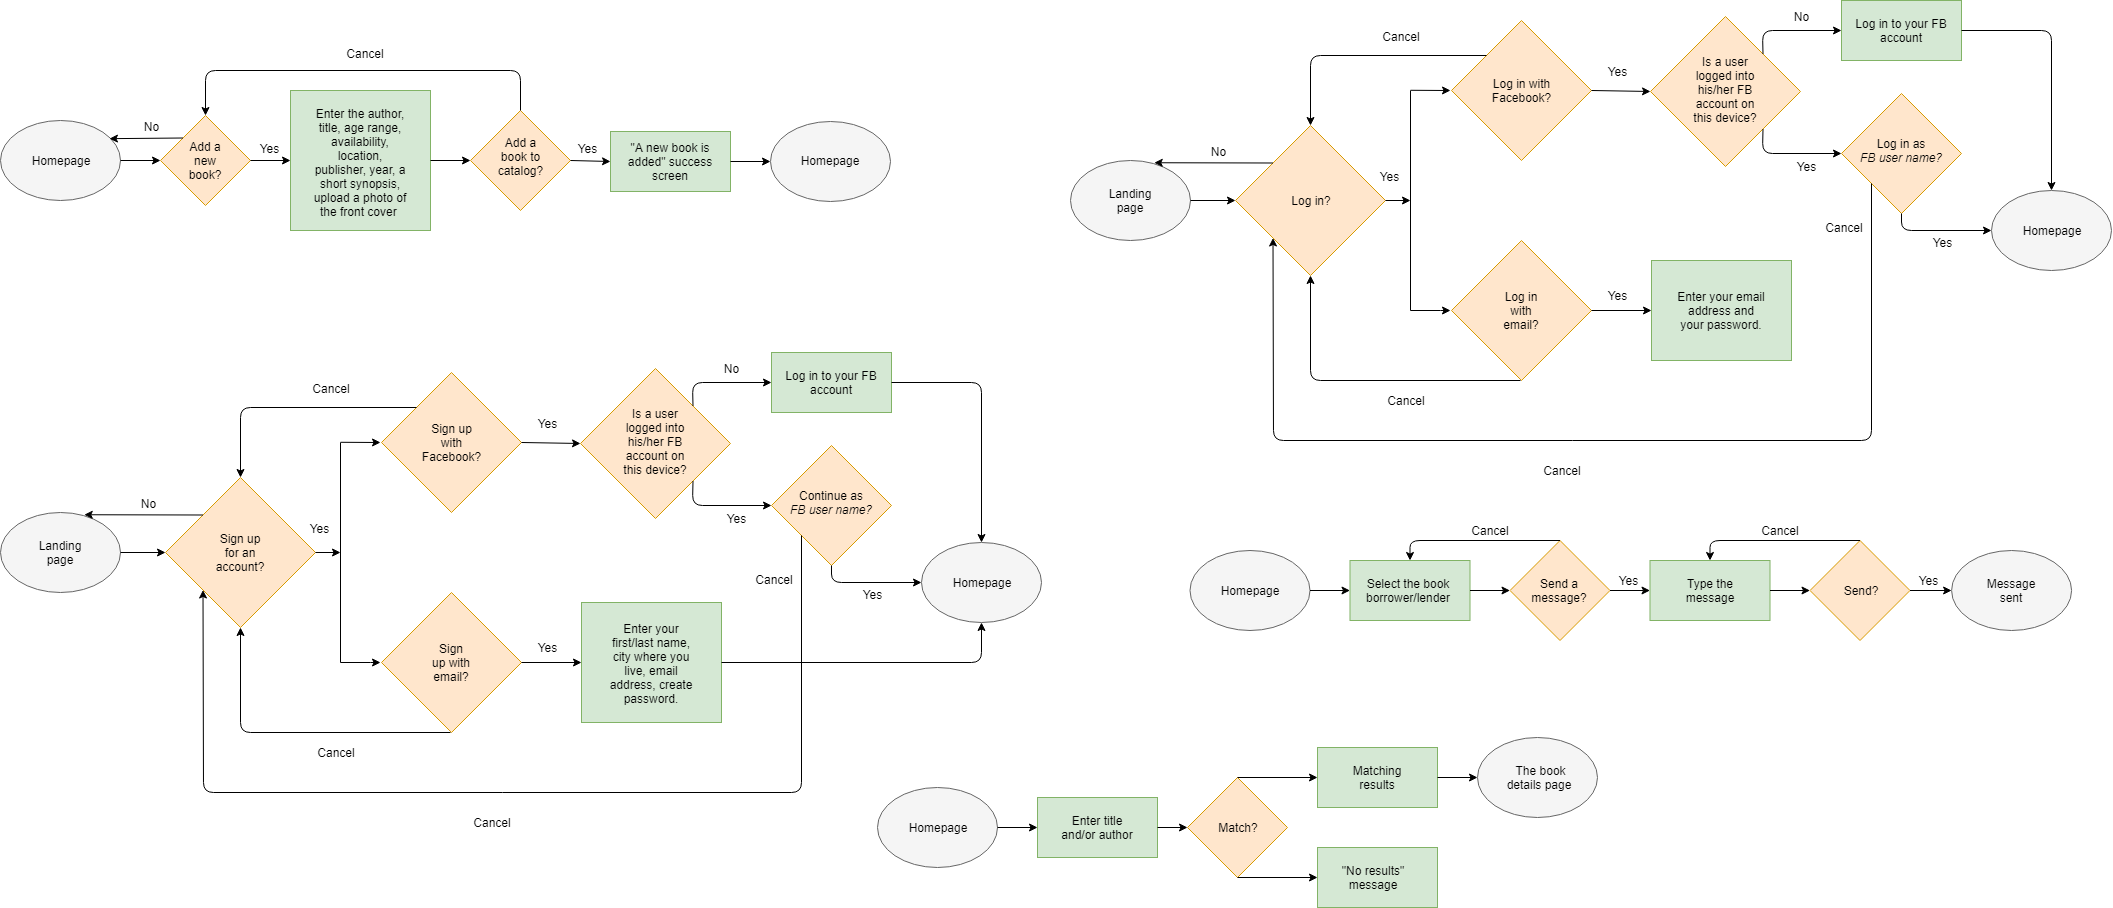 Cancel
No
Homepage
Add a
new
book?
Yes
Enter the author,
title, age range,
availability,
location,
publisher, year, a
short synopsis,
upload a photo of
the front cover
Add a
book to
catalog?
Yes
"A new book is
added" success
screen
Homepage
Cancel
No
Landing
page
Log in?
Yes
Log in with
Facebook?
Yes
Is a user
logged into
his/her FB
account on
this device?
No
Log in to your FB
account
Yes
Log in as
FB user name?
Cancel
Yes
Homepage
Log in
with
email?
Yes
Enter your email
address and
your password.
Cancel
Cancel
Cancel
No
Landing
page
Sign up
for an
account?
Yes
Sign up
with
Facebook?
Yes
Is a user
logged into
his/her FB
account on
this device?
No
Log in to your FB
account
Yes
Continue as
FB user name?
Cancel
Yes
Homepage
Sign
up with
email?
Yes
Enter your
first/last name,
city where you
live, email
address, create
password.
Cancel
Cancel
Homepage
Select the book
borrower/lender
Cancel
Send a
message?
Yes
Type the
message
Cancel
Send?
Yes
Message
sent
Homepage
Enter title
and/or author
Match?
Matching
results
The book
details page
"No results"
message